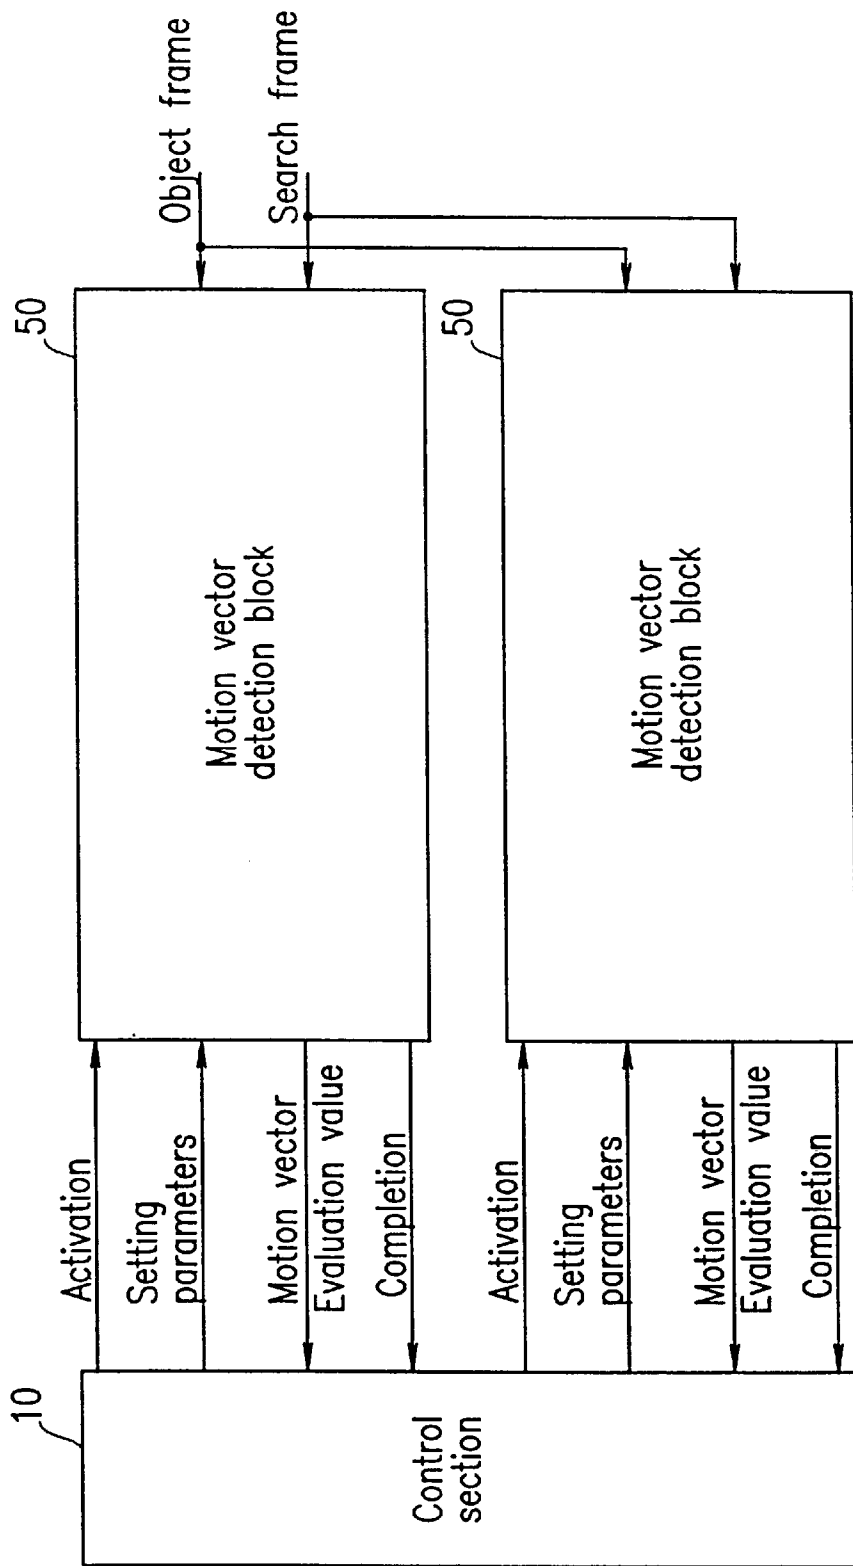 10
Control
section
Activation
Setting
parameters
Motion vector
Evaluation value
Completion
50
Motion vector
detection block
Object frame
Search frame
Activation
Setting
parameters
Motion vector
Evaluation value
Completion
50
Motion vector
detection block